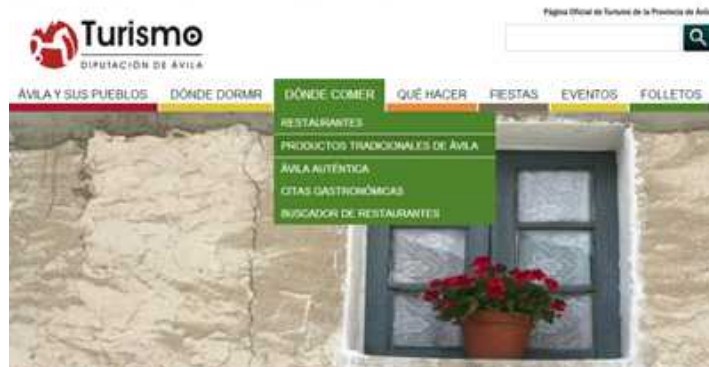 Página Oficial de Turismo de la Provincia de Ávila
Turismo
DIPUTACIÓN DE ÁVILA
ÁVILA Y SUS PUEBLOS DÓNDE DORMIR DÓNDE COMER QUÉ HACER FIESTAS EVENTOS FOLLETOS
RESTAURANTES
PRODUCTOS TRADICIONALES DE ÁVILA
ÁVILA AUTÉNTICA
CITAS GASTRONÓMICAS
BUSCADOR DE RESTAURANTES